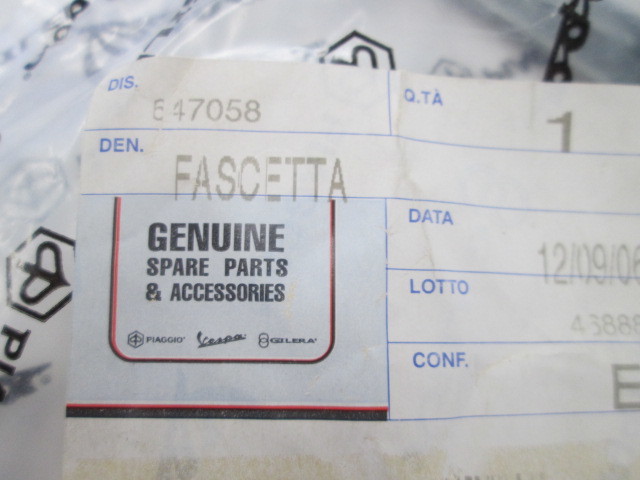 DIS.
647058
Q.TÀ
1
DEN.
FASCETTA
GENUINE
SPARE PARTS
& ACCESSORIES
PIAGGIO
Vespa
GILERA
DATA
12/09/06
LOTTO
CONF.
E